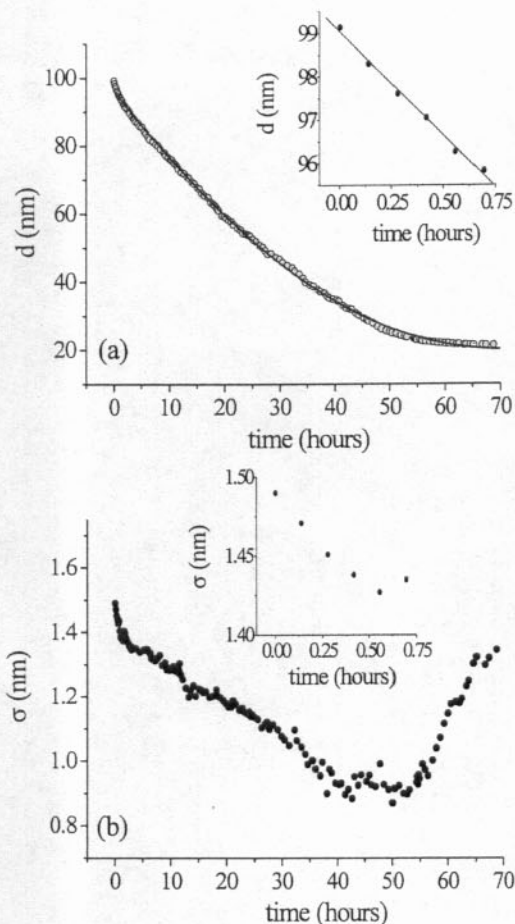 99
98
97
96
d (nm)
0.00 0.25 0.50 0.75
time (hours)
100
80
60
40
20
d (nm)
(a)
0 10 20 30 40 50 60 70
time (hours)
1.50
1.45
1.40
σ (nm)
0.00 0.25 0.50 0.75
time (hours)
1.6
1.4
1.2
1.0
0.8
σ (nm)
(b)
0 10 20 30 40 50 60 70
time (hours)